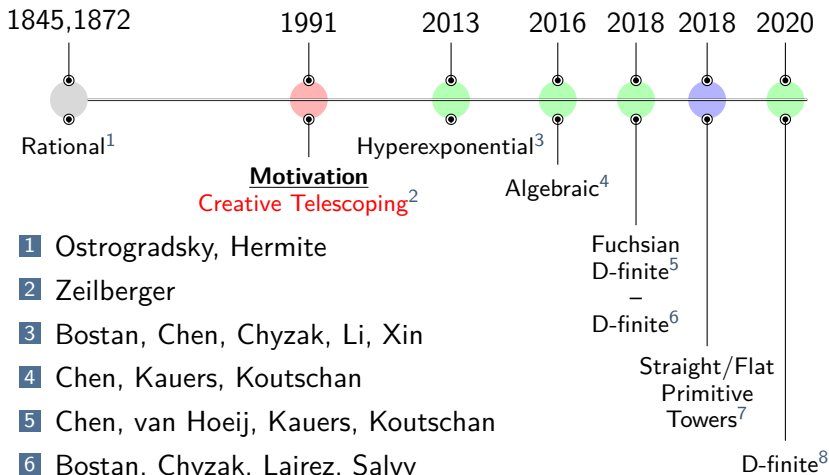 1845,1872 1991 2013 2016 2018 2018 2020
Rational¹
Hyperexponential³
Motivation
Creative Telescoping²
Algebraic⁴
Fuchsian
D-finite⁵
–
D-finite⁶
Straight/Flat
Primitive
Towers⁷
D-finite⁸
1 Ostrogradsky, Hermite
2 Zeilberger
3 Bostan, Chen, Chyzak, Li, Xin
4 Chen, Kauers, Koutschan
5 Chen, van Hoeij, Kauers, Koutschan
6 Bostan, Chyzak, Lairez, Salvy